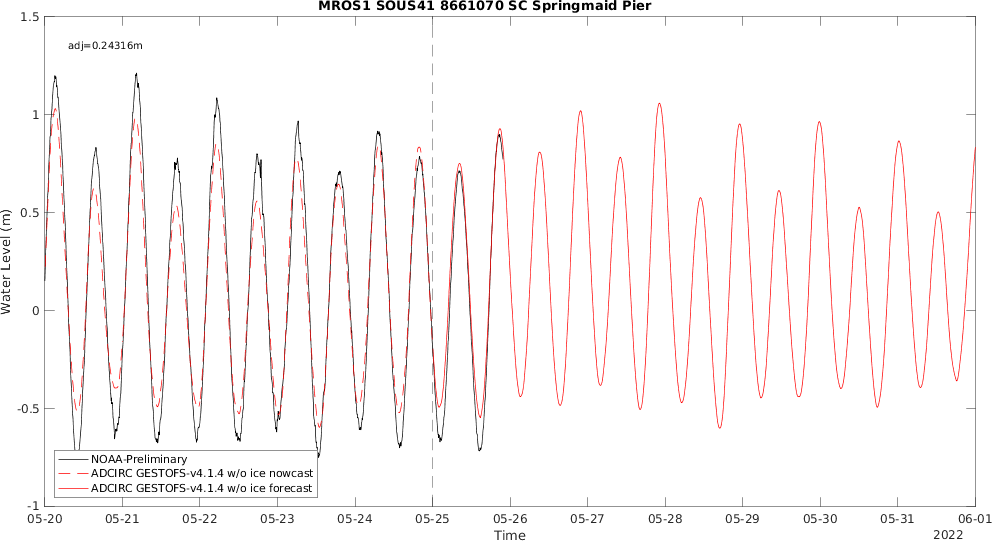 MROS1 SOUS41 8661070 SC Springmaid Pier
1.5
adj=0.24316m
1
0.5
Water Level (m)
0
-0.5
NOAA-Preliminary
ADCIRC GESTOFS-v4.1.4 w/o ice nowcast
ADCIRC GESTOFS-v4.1.4 w/o ice forecast
-1
05-20 05-21 05-22 05-23 05-24 05-25 05-26 05-27 05-28 05-29 05-30 05-31 06-01
Time 2022